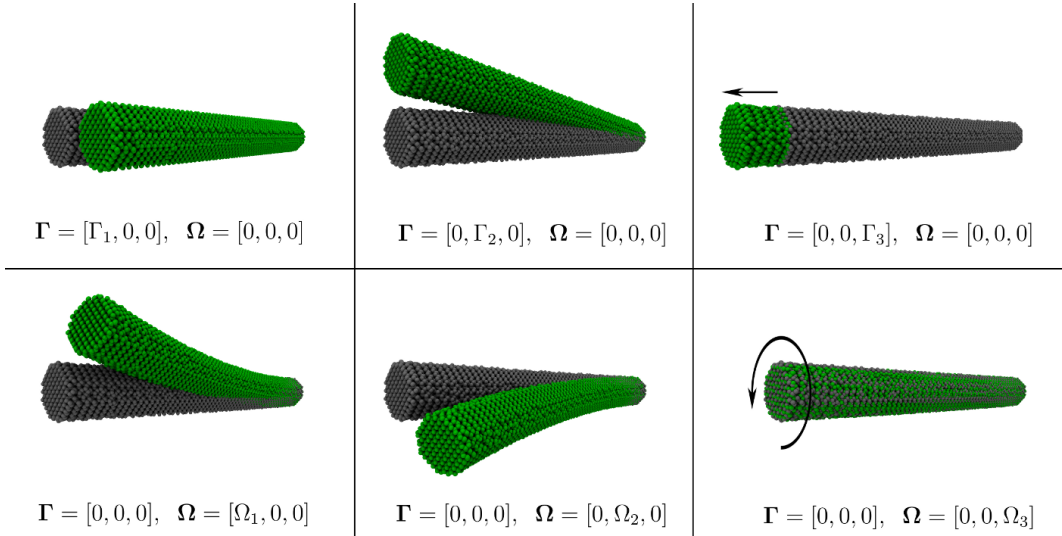 Γ = [Γ₁, 0, 0], Ω = [0, 0, 0]
Γ = [0, Γ₂, 0], Ω = [0, 0, 0]
Γ = [0, 0, Γ₃], Ω = [0, 0, 0]
Γ = [0, 0, 0], Ω = [Ω₁, 0, 0]
Γ = [0, 0, 0], Ω = [0, Ω₂, 0]
Γ = [0, 0, 0], Ω = [0, 0, Ω₃]